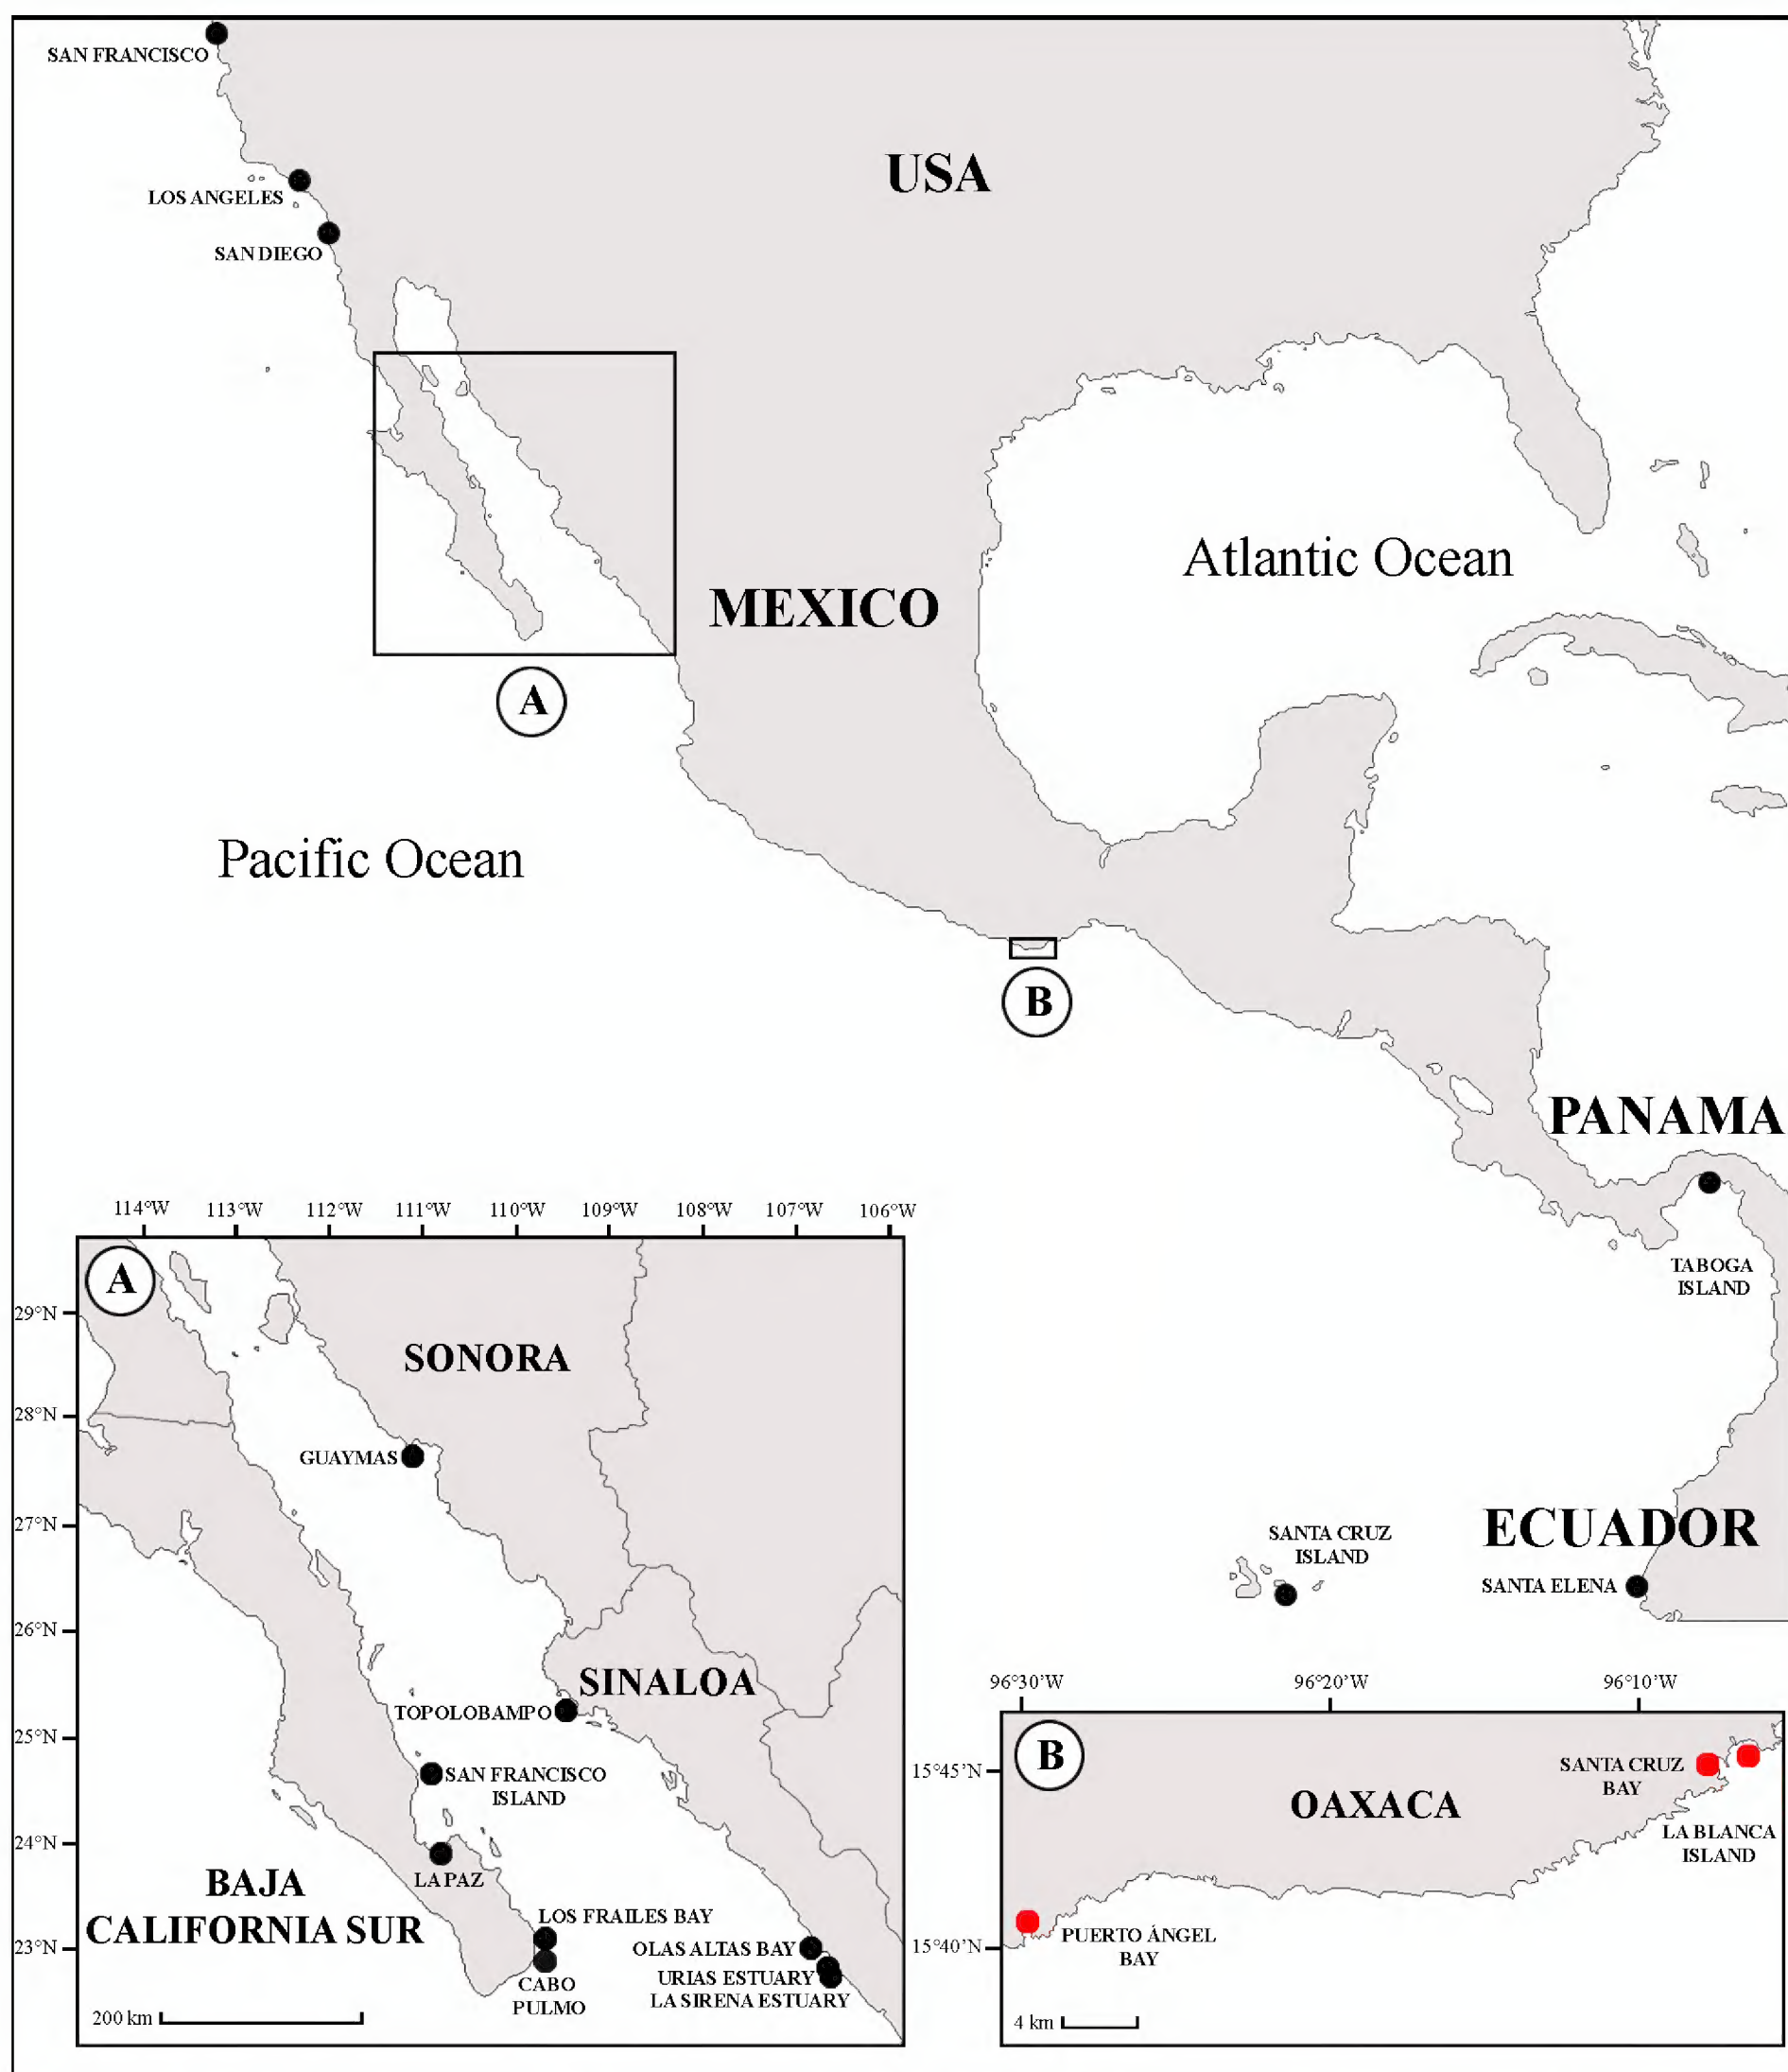 SAN FRANCISCO
LOS ANGELES
SAN DIEGO
USA
MEXICO
Atlantic Ocean
A
Pacific Ocean
B
PANAMA
TABOGA
ISLAND
ECUADOR
SANTA CRUZ
ISLAND
SANTA ELENA
114°W 113°W 112°W 111°W 110°W 109°W 108°W 107°W 106°W
A
29°N
SONORA
28°N
GUAYMAS
27°N
26°N
SINALOA
TOPOLOBAMPO
25°N
SAN FRANCISCO
ISLAND
24°N
LA PAZ
BAJA
CALIFORNIA SUR
LOS FRAILES BAY
23°N
OLAS ALTAS BAY
URIAS ESTUARY
LA SIRENA ESTUARY
CABO
PULMO
200 km
96°30’W 96°20’W 96°10’W
B
15°45’N
SANTA CRUZ
BAY
OAXACA
LA BLANCA
ISLAND
15°40’N
PUERTO ÁNGEL
BAY
4 km